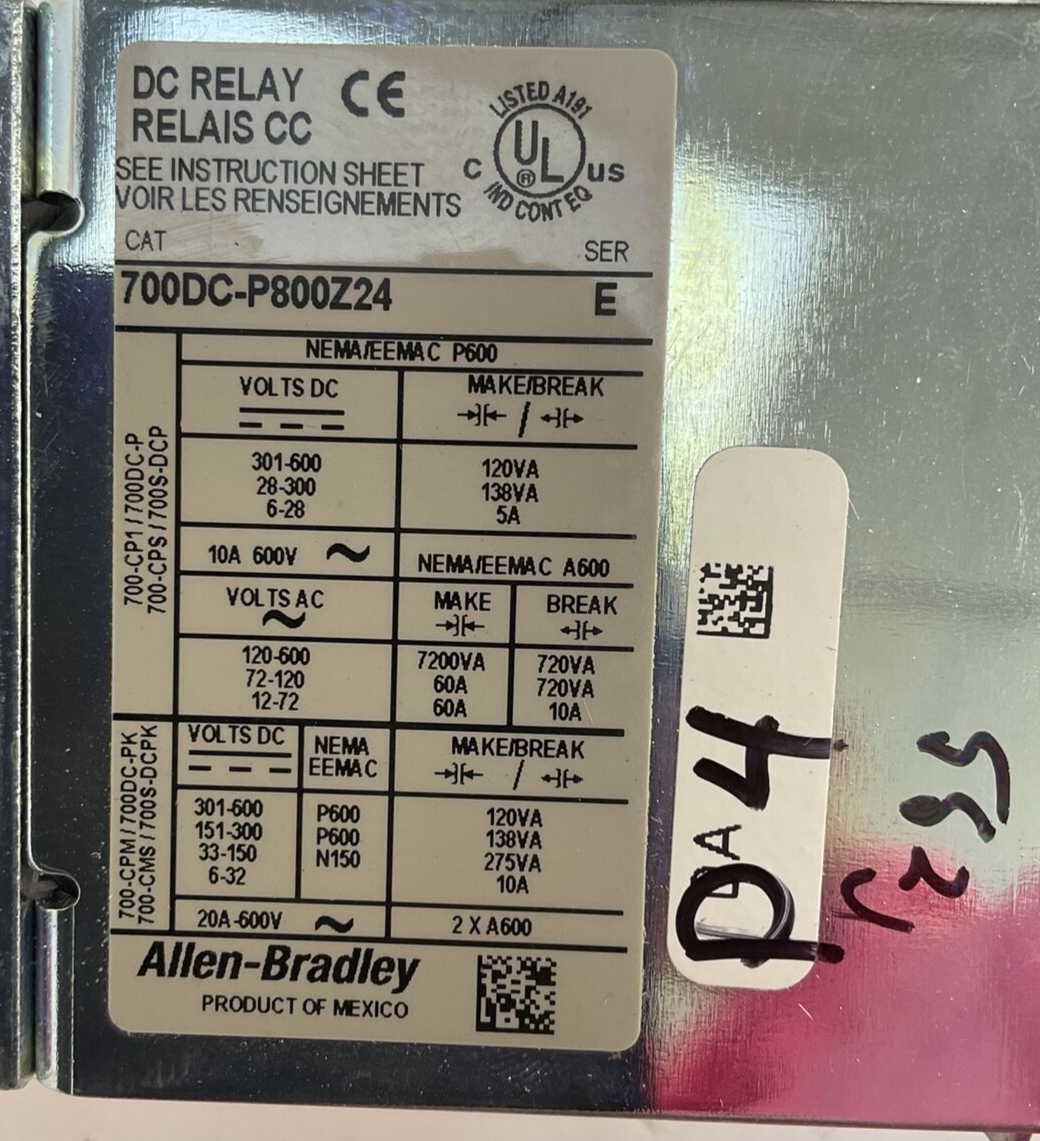 DC RELAY CE
RELAIS CC
SEE INSTRUCTION SHEET
VOIR LES RENSEIGNEMENTS
LISTED A191
C UL ® US
IND CONT EQ
CAT SER
700DC-P800Z24 E
700-CP1 / 700DC-P
700-CPS / 700S-DCP
NEMA/EEMAC P600
VOLTS DC MAKE/BREAK
301-600 120VA
28-300 138VA
6-28 5A
10A 600V NEMA/EEMAC A600
VOLTS AC MAKE BREAK
120-600 7200VA 720VA
72-120 60A 720VA
12-72 60A 10A
700-CPM / 700DC-PK
700-CMS / 700S-DCPK
VOLTS DC NEMA EEMAC MAKE/BREAK
301-600 P600 120VA
151-300 P600 138VA
33-150 N150 275VA
6-32 10A
20A-600V 2 X A600
Allen-Bradley
PRODUCT OF MEXICO